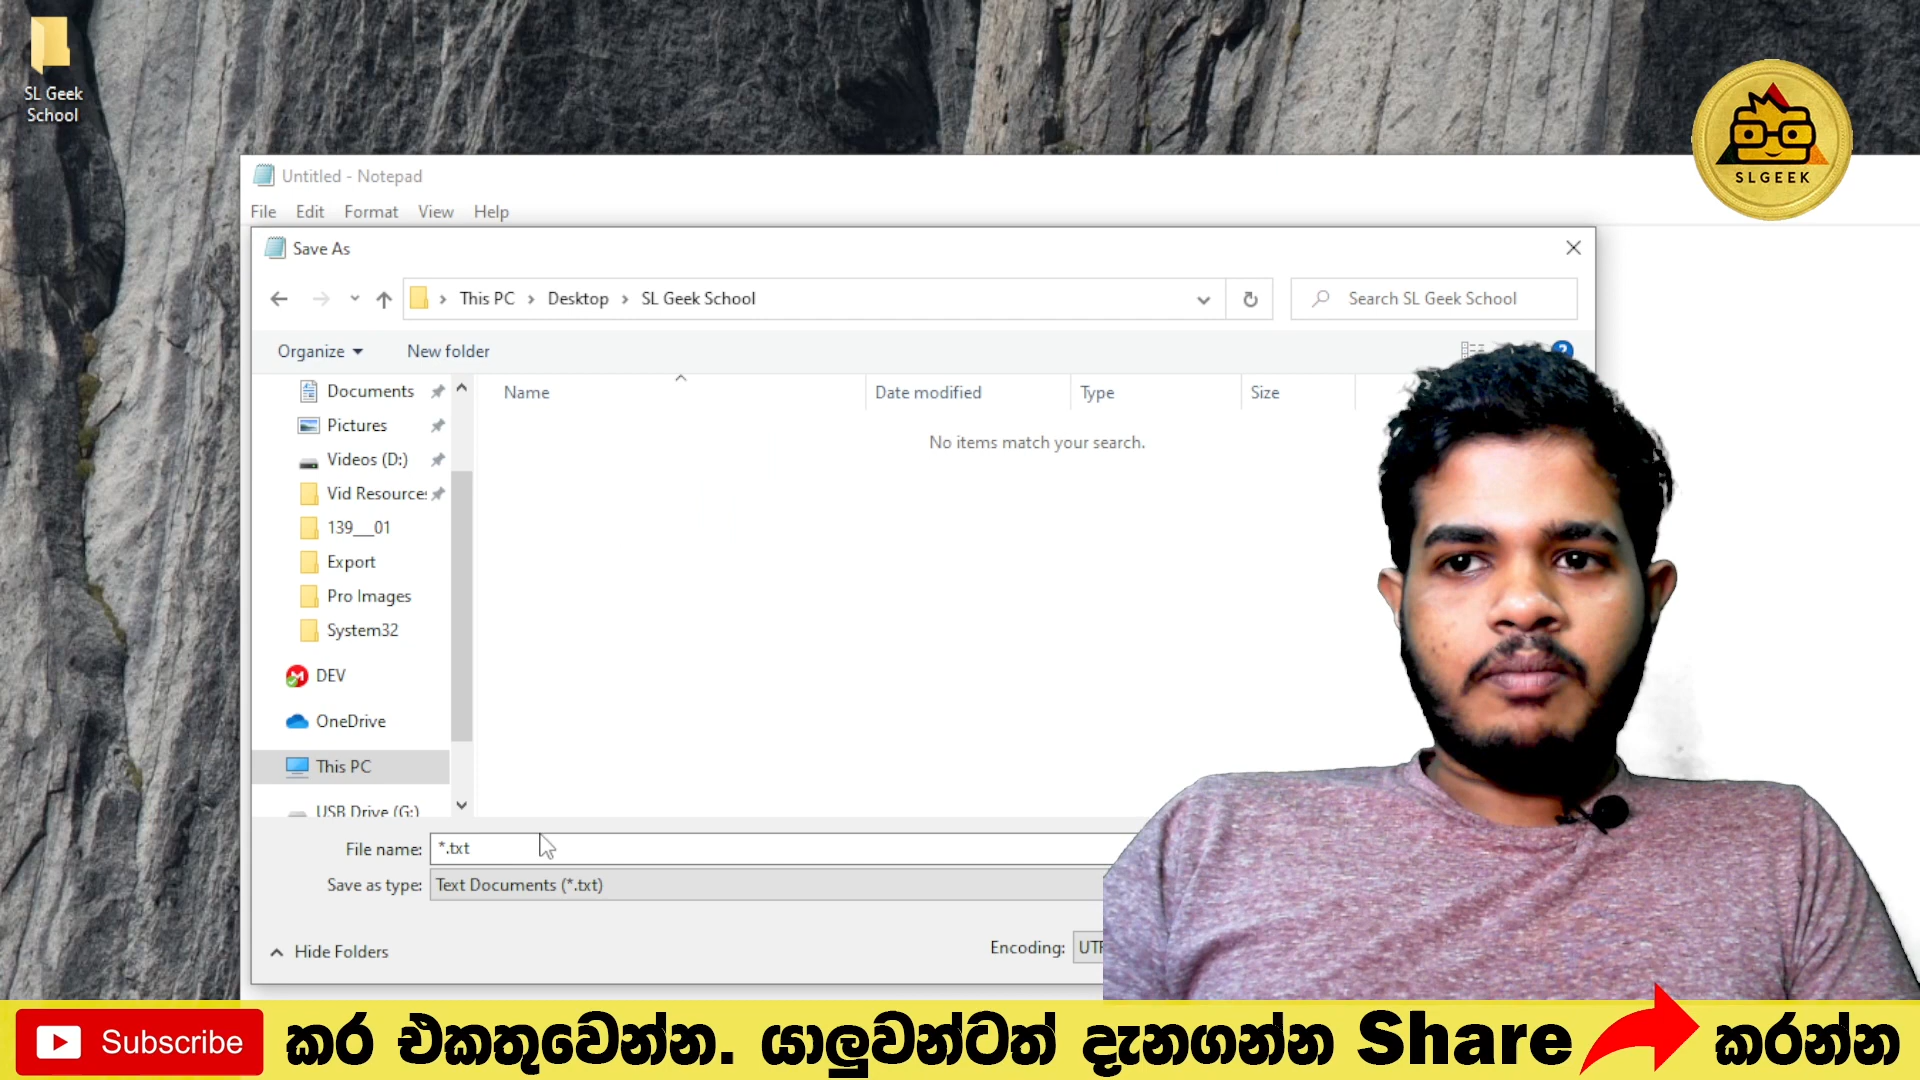 SL Geek
School
SLGEEK
Untitled - Notepad
File Edit Format View Help
Save As
This PC Desktop SL Geek School
Search SL Geek School
Organize New folder
Name Date modified Type Size
No items match your search.
Documents
Pictures
Videos (D:)
Vid Resources
139__01
Export
Pro Images
System32
DEV
OneDrive
This PC
USB Drive (G:)
File name: *.txt
Save as type: Text Documents (*.txt)
Hide Folders
Encoding: UTF
Subscribe කර එකතුවෙන්න. යාලුවන්ටත් දැනගන්න Share කරන්න